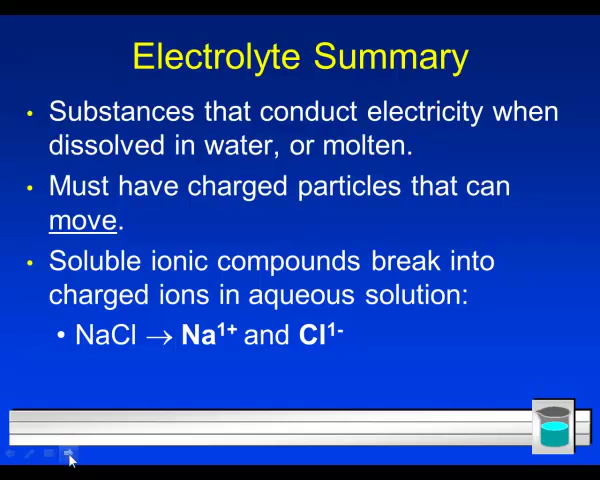 Electrolyte Summary
• Substances that conduct electricity when
dissolved in water, or molten.
• Must have charged particles that can
move.
• Soluble ionic compounds break into
charged ions in aqueous solution:
• NaCl → Na¹⁺ and Cl¹⁻